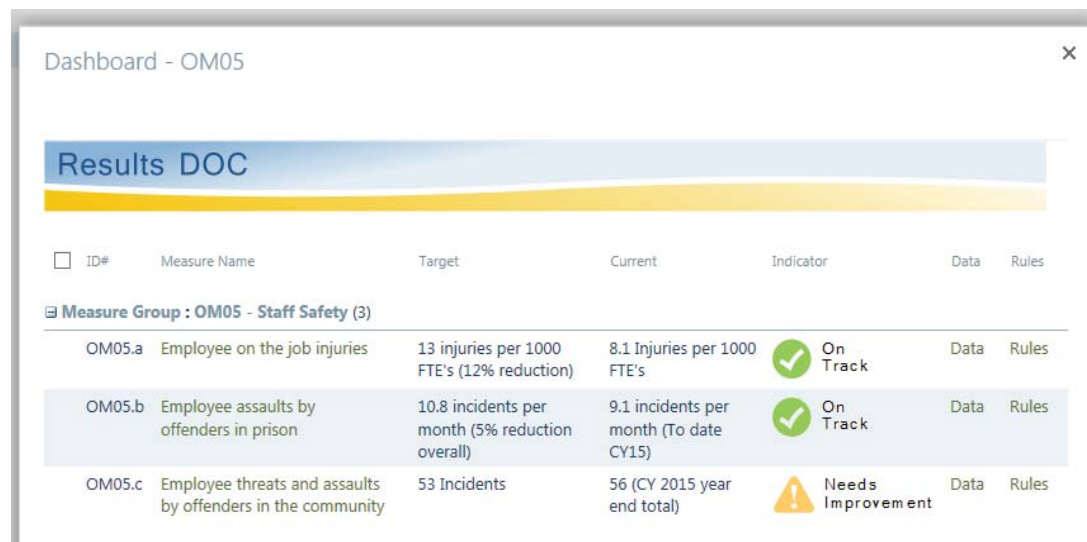 Dashboard - OM05
×
Results DOC
ID# Measure Name Target Current Indicator Data Rules
Measure Group : OM05 - Staff Safety (3)
OM05.a Employee on the job injuries 13 injuries per 1000 8.1 Injuries per 1000 On Data Rules
FTE's (12% reduction) FTE's Track
OM05.b Employee assaults by 10.8 incidents per 9.1 incidents per On Data Rules
offenders in prison month (5% reduction month (To date Track
overall) CY15)
OM05.c Employee threats and assaults 53 Incidents 56 (CY 2015 year Needs Data Rules
by offenders in the community end total) Improvement